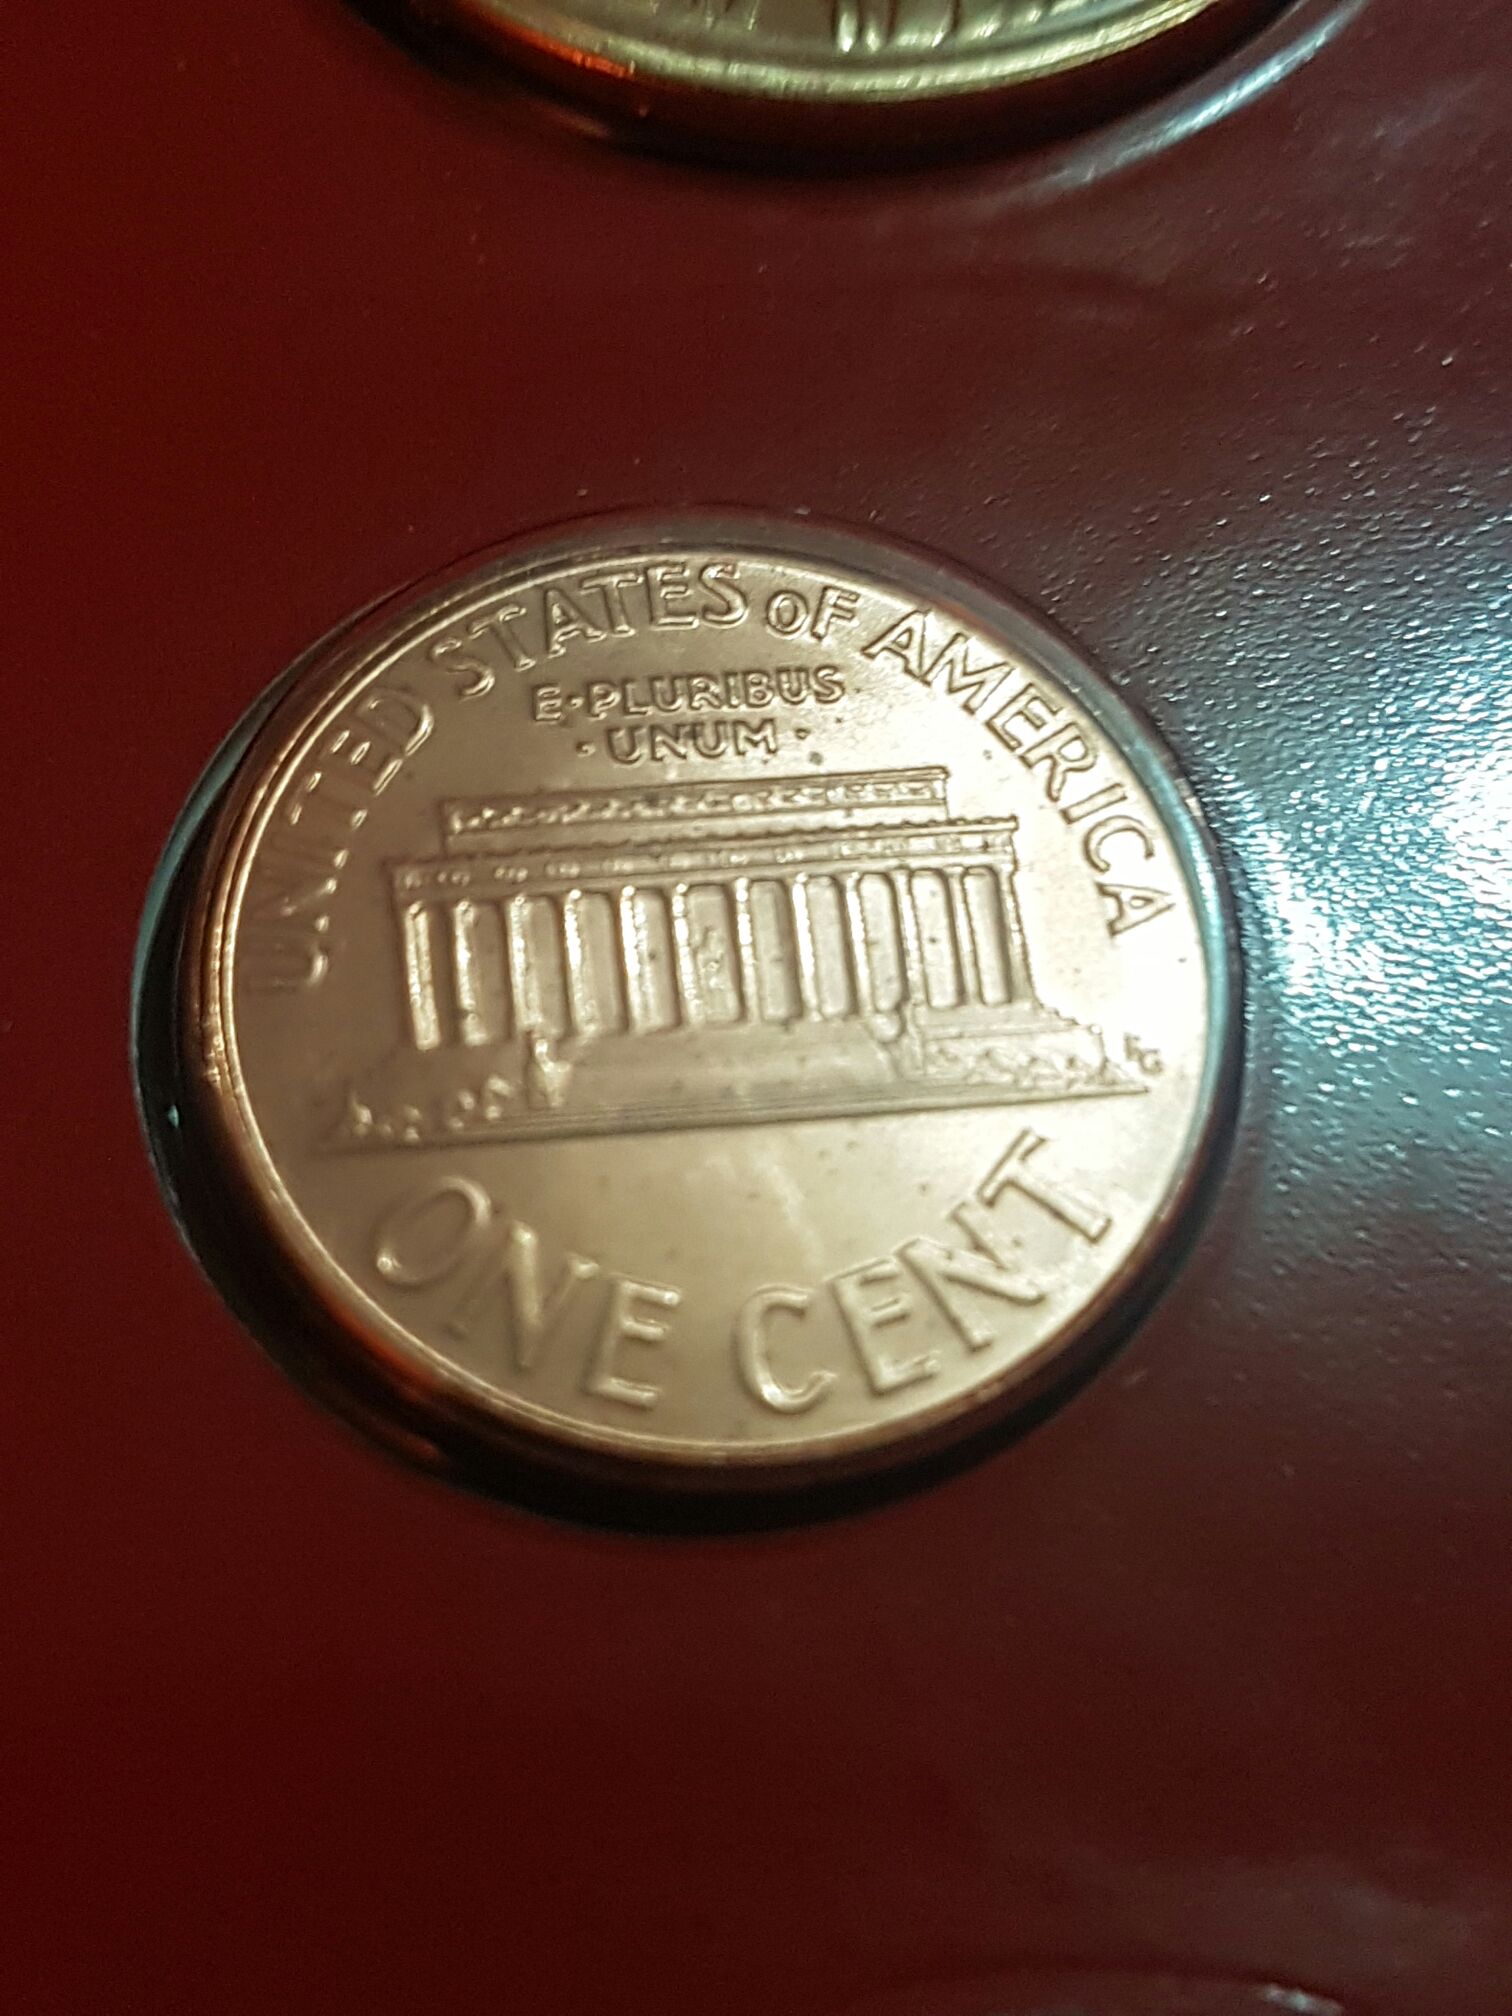 UNITED STATES OF AMERICA
E·PLURIBUS
·UNUM·
FG
ONE CENT